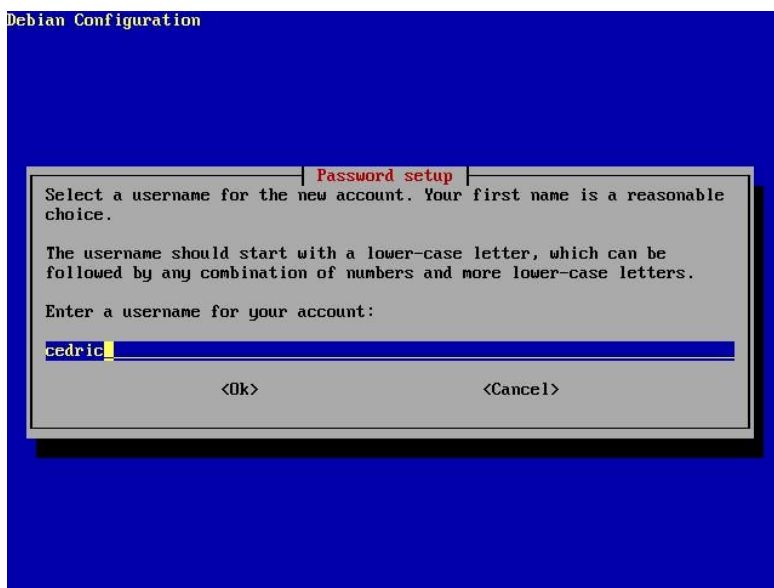 Debian Configuration
Password setup
Select a username for the new account. Your first name is a reasonable
choice.
The username should start with a lower-case letter, which can be
followed by any combination of numbers and more lower-case letters.
Enter a username for your account:
cedric
<Ok> <Cancel>